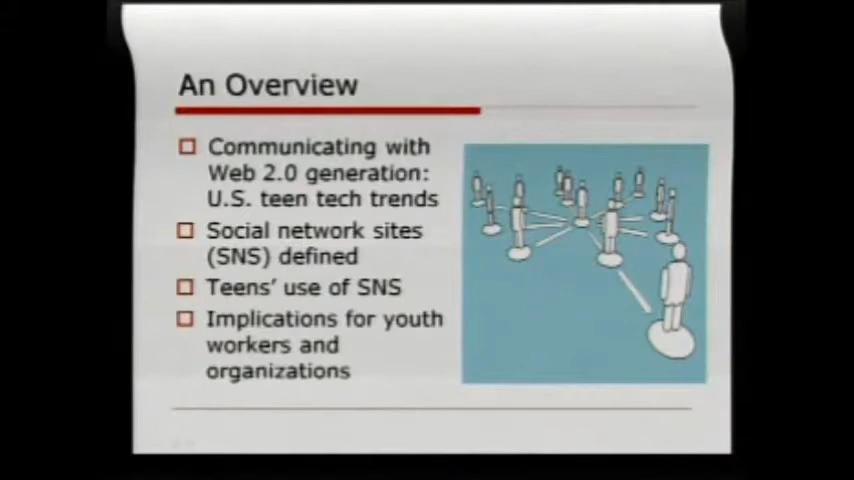 An Overview
Communicating with
Web 2.0 generation:
U.S. teen tech trends
Social network sites
(SNS) defined
Teens' use of SNS
Implications for youth
workers and
organizations